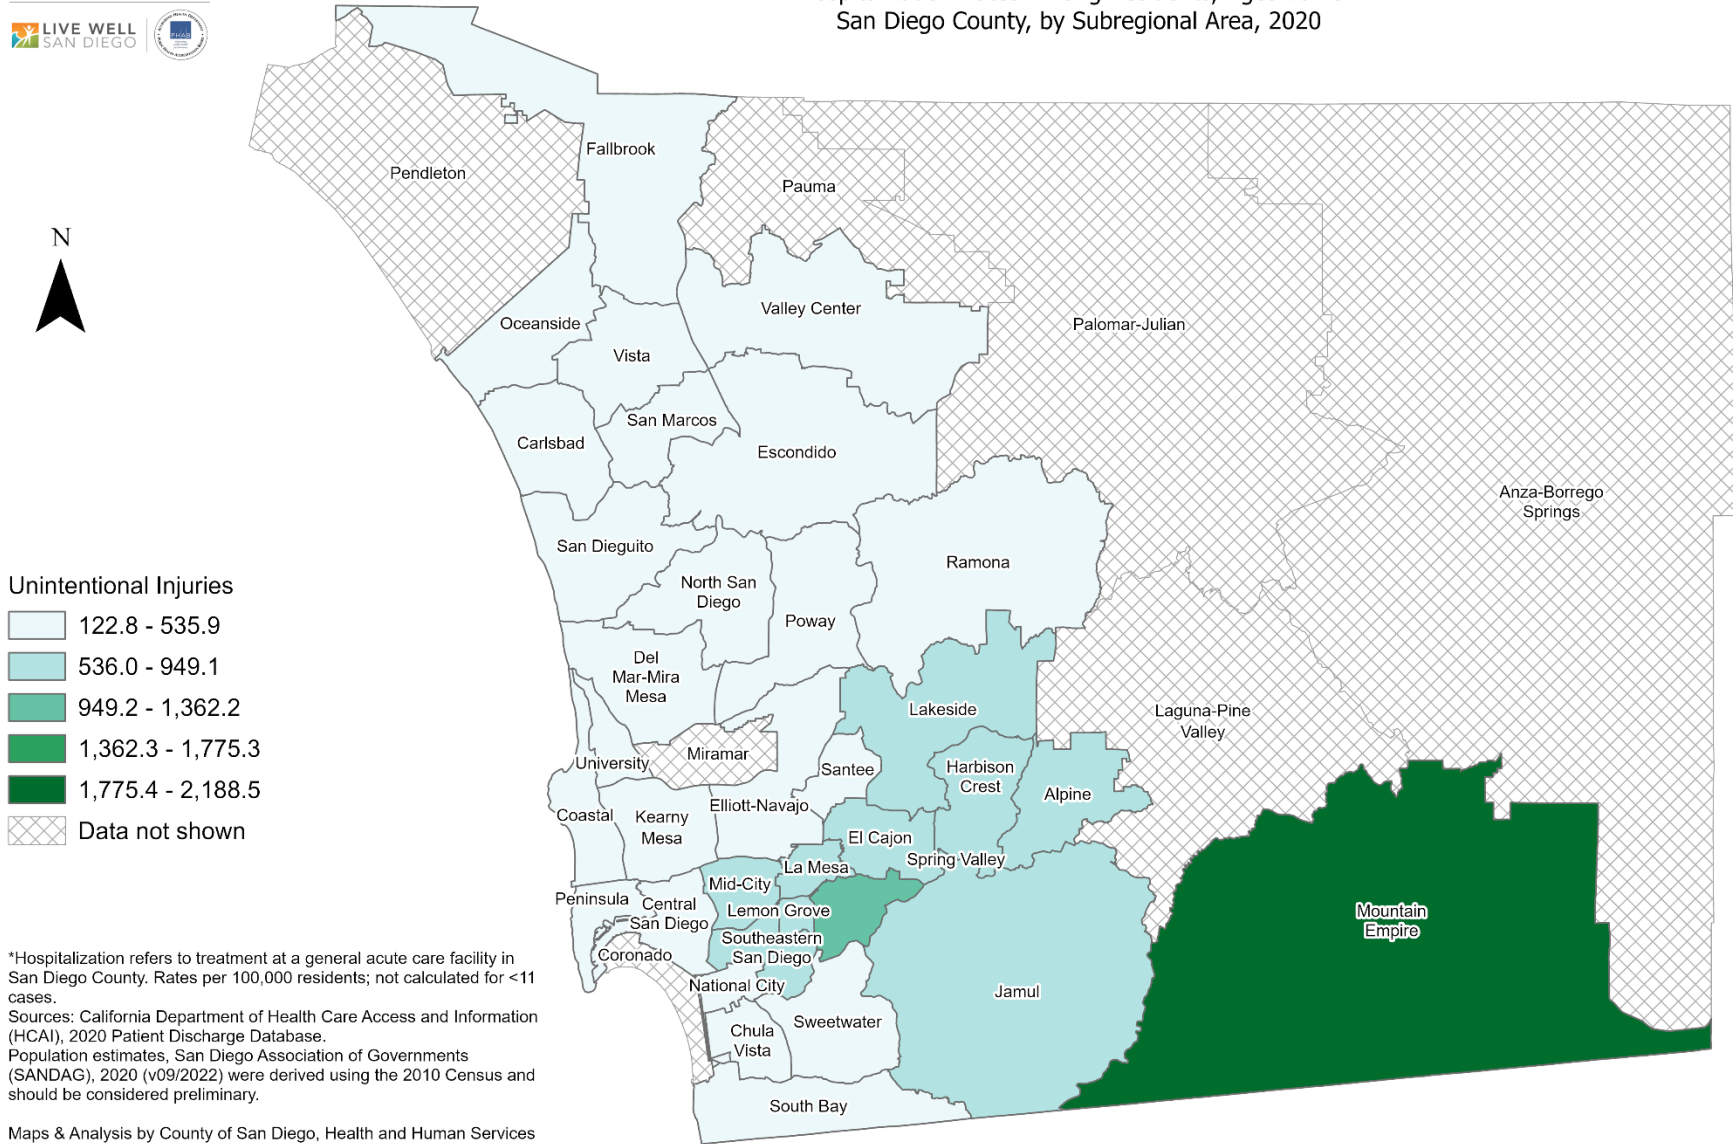 LIVE WELL
SAN DIEGO
PHAB
San Diego County, by Subregional Area, 2020
N
Pendleton
Fallbrook
Pauma
Oceanside
Vista
Valley Center
Palomar-Julian
Carlsbad
San Marcos
Escondido
Anza-Borrego
Springs
San Dieguito
North San
Diego
Poway
Ramona
Del
Mar-Mira
Mesa
Lakeside
Laguna-Pine
Valley
University
Miramar
Santee
Harbison
Crest
Alpine
Coastal
Kearny
Mesa
Elliott-Navajo
El Cajon
Spring Valley
La Mesa
Mid-City
Peninsula
Central
San Diego
Lemon Grove
Southeastern
San Diego
Coronado
National City
Jamul
Mountain
Empire
Chula
Vista
Sweetwater
South Bay
Unintentional Injuries
122.8 - 535.9
536.0 - 949.1
949.2 - 1,362.2
1,362.3 - 1,775.3
1,775.4 - 2,188.5
Data not shown
*Hospitalization refers to treatment at a general acute care facility in
San Diego County. Rates per 100,000 residents; not calculated for <11
cases.
Sources: California Department of Health Care Access and Information
(HCAI), 2020 Patient Discharge Database.
Population estimates, San Diego Association of Governments
(SANDAG), 2020 (v09/2022) were derived using the 2010 Census and
should be considered preliminary.
Maps & Analysis by County of San Diego, Health and Human Services